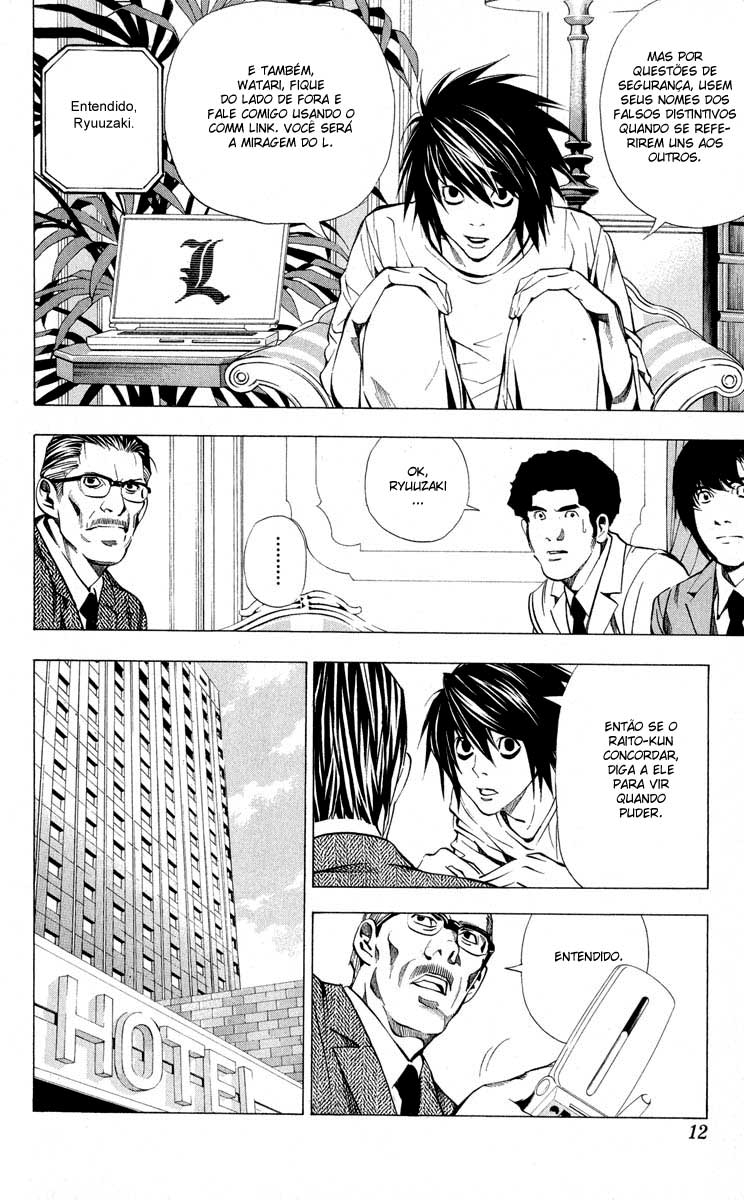 MAS POR
QUESTÕES DE
SEGURANÇA, USEM
SEUS NOMES DOS
FALSOS DISTINTIVOS
QUANDO SE REFE-
RIREM UNS AOS
OUTROS.
E TAMBÉM,
WATARI, FIQUE
DO LADO DE FORA E
FALE COMIGO USANDO O
COMM LINK. VOCÊ SERÁ
A MIRAGEM DO L.
Entendido,
Ryuuzaki.
L
OK,
RYUUZAKI
...
........
ENTÃO SE O
RAITO-KUN
CONCORDAR,
DIGA A ELE
PARA VIR
QUANDO
PUDER.
HOTEL
ENTENDIDO.
12